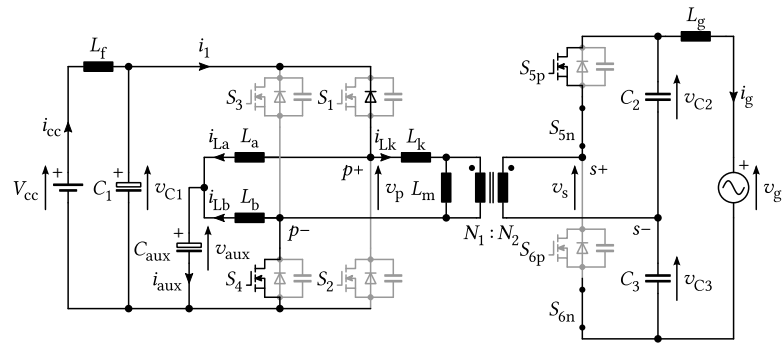 L_f
i_1
S_3
S_1
i_cc
i_La
L_a
i_Lk
L_k
V_cc
+
C_1
+
v_C1
p+
v_p
L_m
i_Lb
L_b
+
C_aux
v_aux
p−
N_1 : N_2
i_aux
S_4
S_2
S_5p
S_5n
C_2
v_C2
L_g
i_g
v_s
s+
+
v_g
s−
S_6p
S_6n
C_3
v_C3